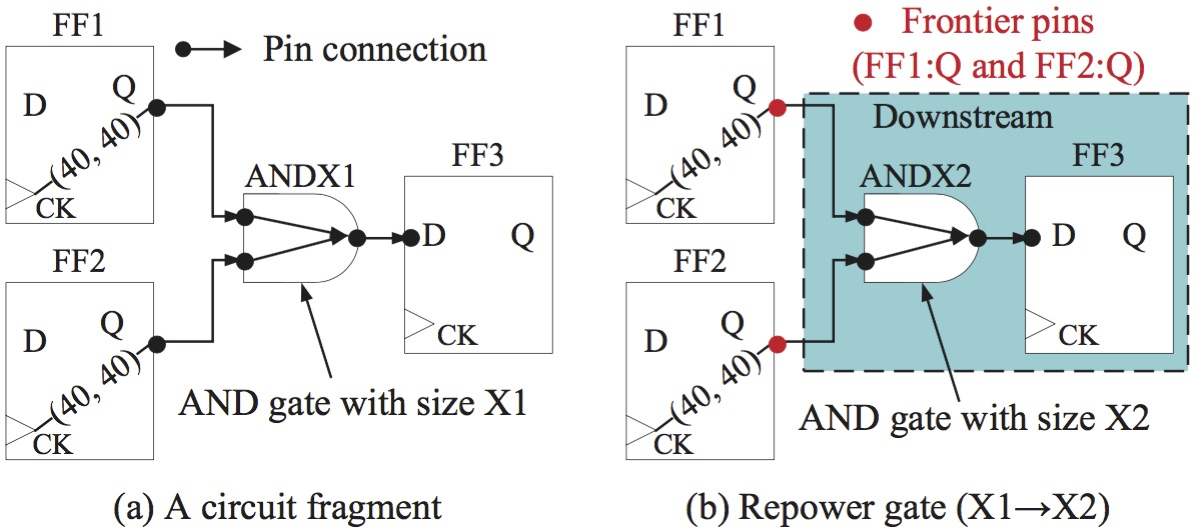 FF1
Pin connection
D
Q
(40, 40)
CK
ANDX1
FF3
D
Q
CK
FF2
D
Q
(40, 40)
CK
AND gate with size X1
(a) A circuit fragment
FF1
Frontier pins
(FF1:Q and FF2:Q)
D
Q
(40, 40)
CK
Downstream
ANDX2
FF3
D
Q
CK
FF2
D
Q
(40, 40)
CK
AND gate with size X2
(b) Repower gate (X1→X2)